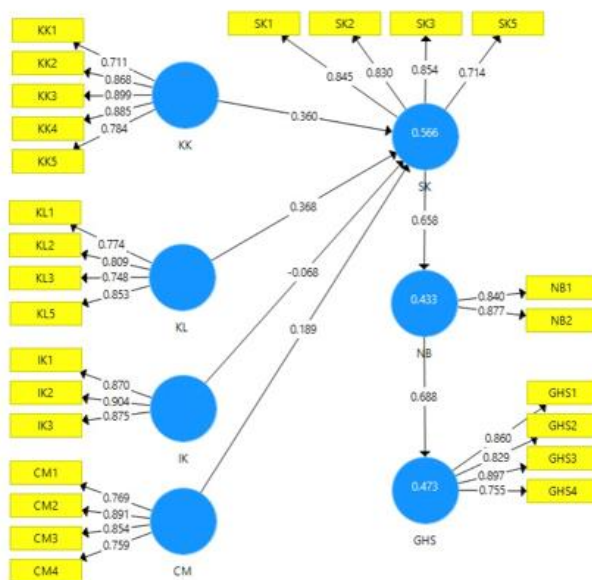 SK1 SK2 SK3 SK5
KK1
KK2
KK3
KK4
KK5
0.711
0.868
0.899
0.885
0.784
KK
0.360
0.845
0.830
0.854
0.714
0.566
SK
KL1
KL2
KL3
KL5
0.774
0.809
0.748
0.853
KL
0.368
-0.068
0.189
0.658
IK1
IK2
IK3
0.870
0.904
0.875
IK
0.433
NB
0.840
0.877
NB1
NB2
0.688
CM1
CM2
CM3
CM4
0.769
0.891
0.854
0.759
CM
0.473
GHS
0.860
0.829
0.897
0.755
GHS1
GHS2
GHS3
GHS4